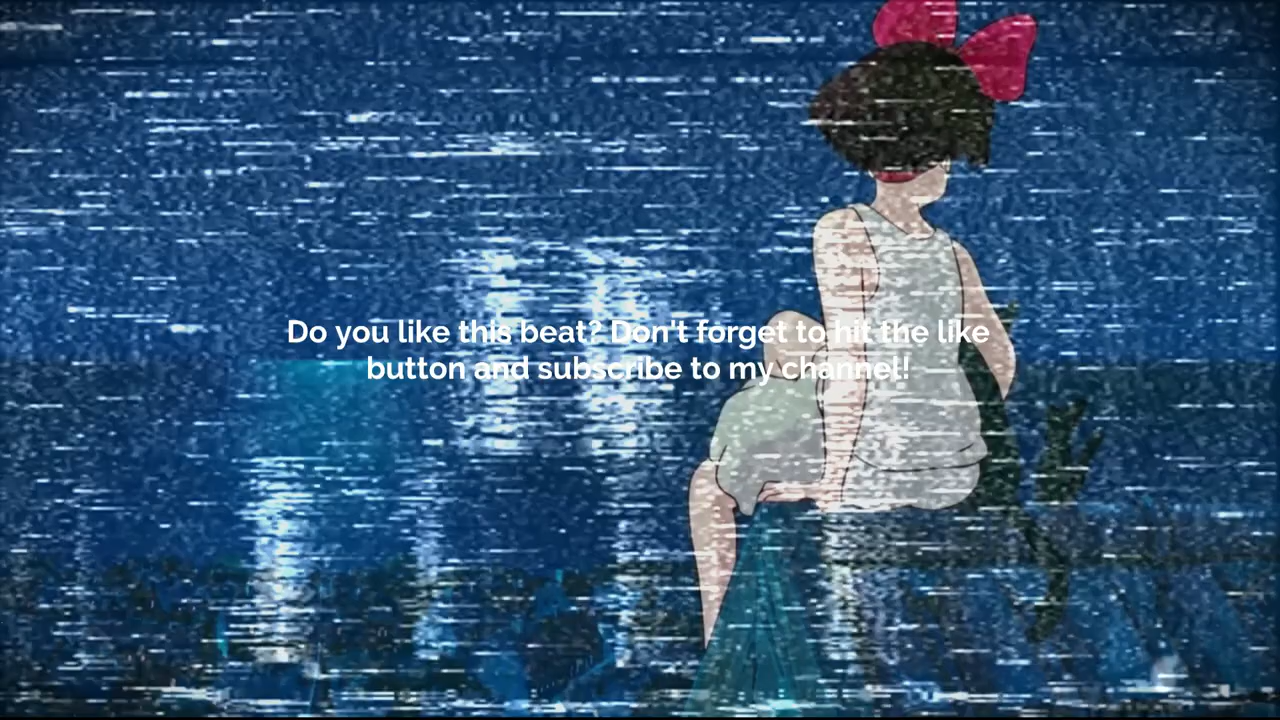 Do you like this beat? Don't forget to hit the like
button and subscribe to my channel!